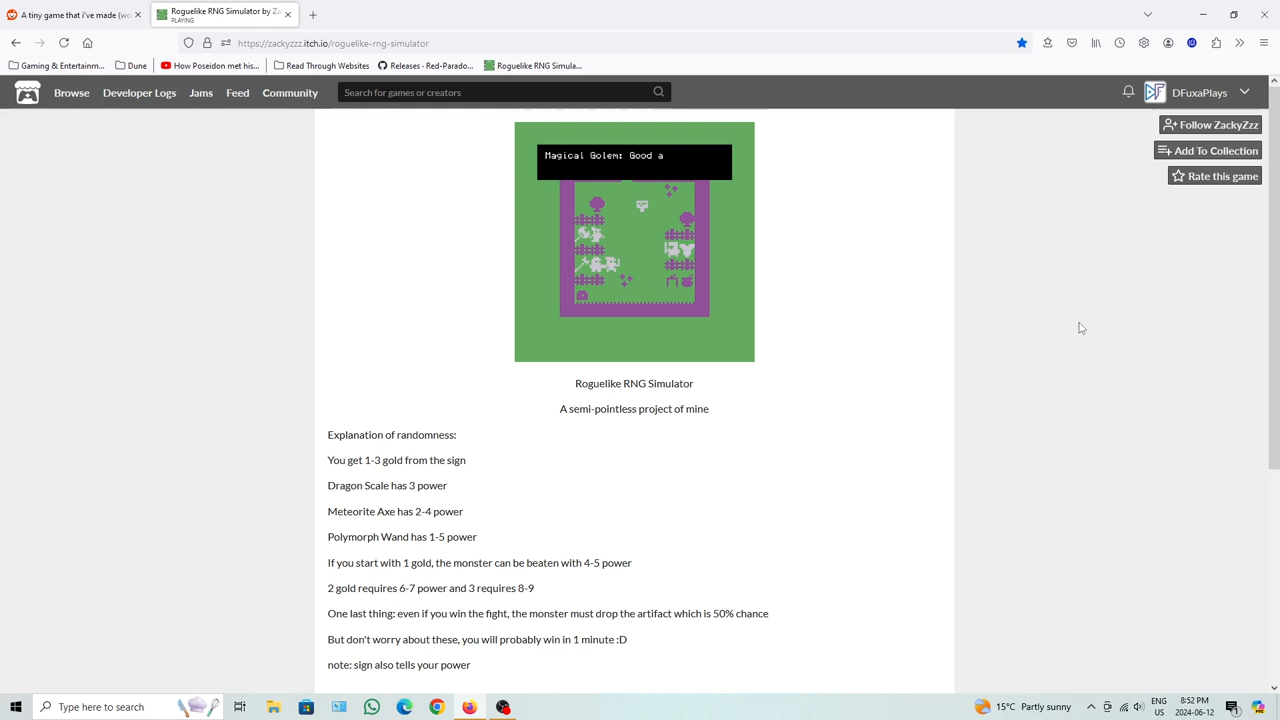 A tiny game that i've made (wo
Roguelike RNG Simulator by Za
PLAYING
https://zackyzzz.itch.io/roguelike-rng-simulator
Gaming & Entertainm...
Dune
How Poseidon met his...
Read Through Websites
Releases · Red-Parado...
Roguelike RNG Simula...
Browse
Developer Logs
Jams
Feed
Community
Search for games or creators
DFuxaPlays
Follow ZackyZzz
Add To Collection
Rate this game
Magical Golem: Good a
Roguelike RNG Simulator
A semi-pointless project of mine
Explanation of randomness:
You get 1-3 gold from the sign
Dragon Scale has 3 power
Meteorite Axe has 2-4 power
Polymorph Wand has 1-5 power
If you start with 1 gold, the monster can be beaten with 4-5 power
2 gold requires 6-7 power and 3 requires 8-9
One last thing: even if you win the fight, the monster must drop the artifact which is 50% chance
But don't worry about these, you will probably win in 1 minute :D
note: sign also tells your power
Type here to search
15°C Partly sunny
ENG
US
8:52 PM
2024-06-12